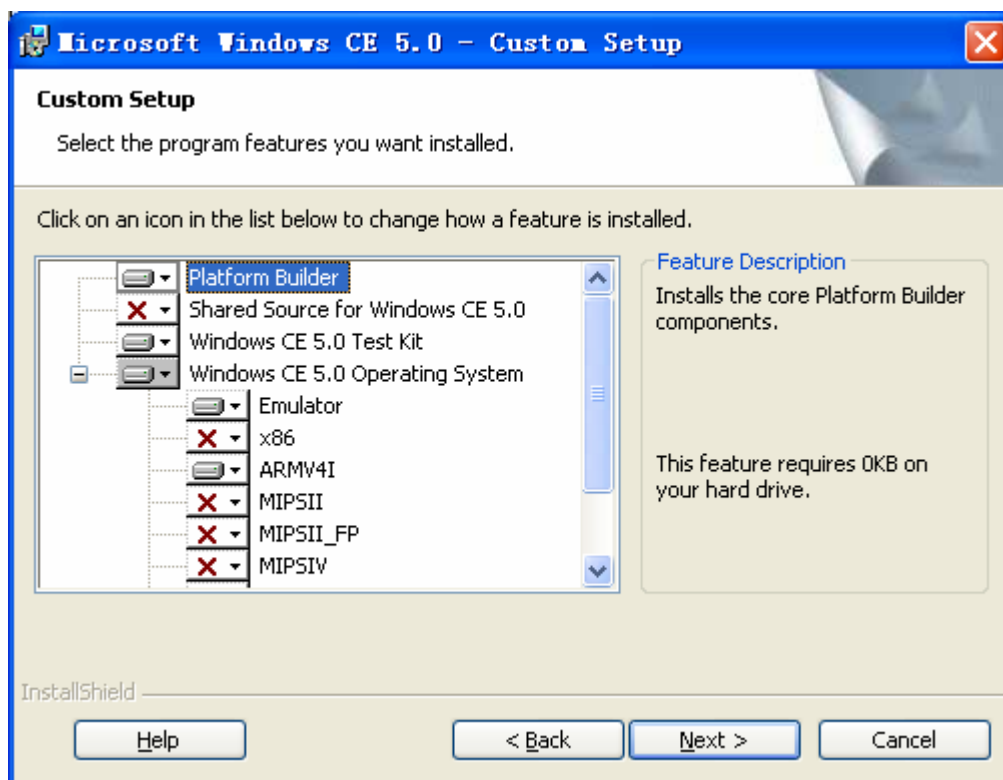 Microsoft Windows CE 5.0 - Custom Setup
Custom Setup
Select the program features you want installed.
Click on an icon in the list below to change how a feature is installed.
Platform Builder
Shared Source for Windows CE 5.0
Windows CE 5.0 Test Kit
Windows CE 5.0 Operating System
Emulator
x86
ARMV4I
MIPSII
MIPSII_FP
MIPSIV
Feature Description
Installs the core Platform Builder
components.
This feature requires 0KB on
your hard drive.
InstallShield
Help
< Back
Next >
Cancel